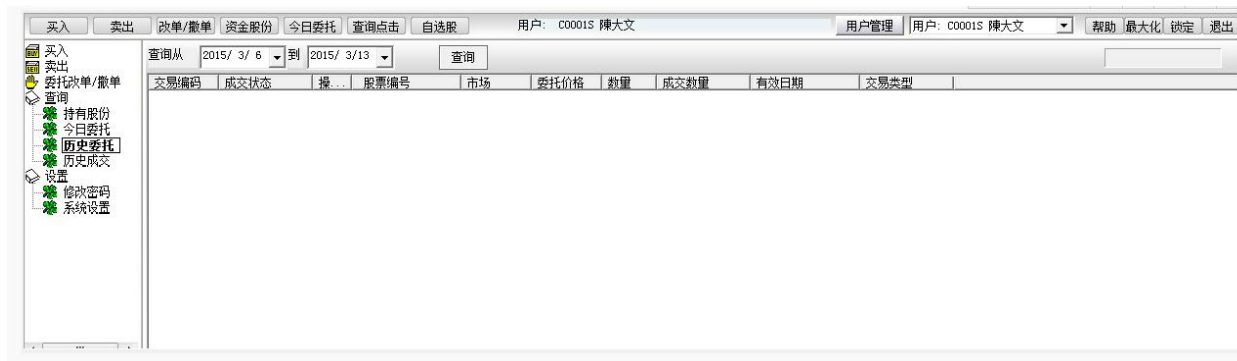 买入 卖出 改单/撤单 资金股份 今日委托 查询点击 自选股 用户: C0001S 陳大文 用户管理 用户: C0001S 陳大文 帮助 最大化 锁定 退出
买入
卖出
委托改单/撤单
查询
持有股份
今日委托
历史委托
历史成交
设置
修改密码
系统设置
查询从 2015/ 3/ 6 到 2015/ 3/13 查询
交易编码 成交状态 操... 股票编号 市场 委托价格 数量 成交数量 有效日期 交易类型